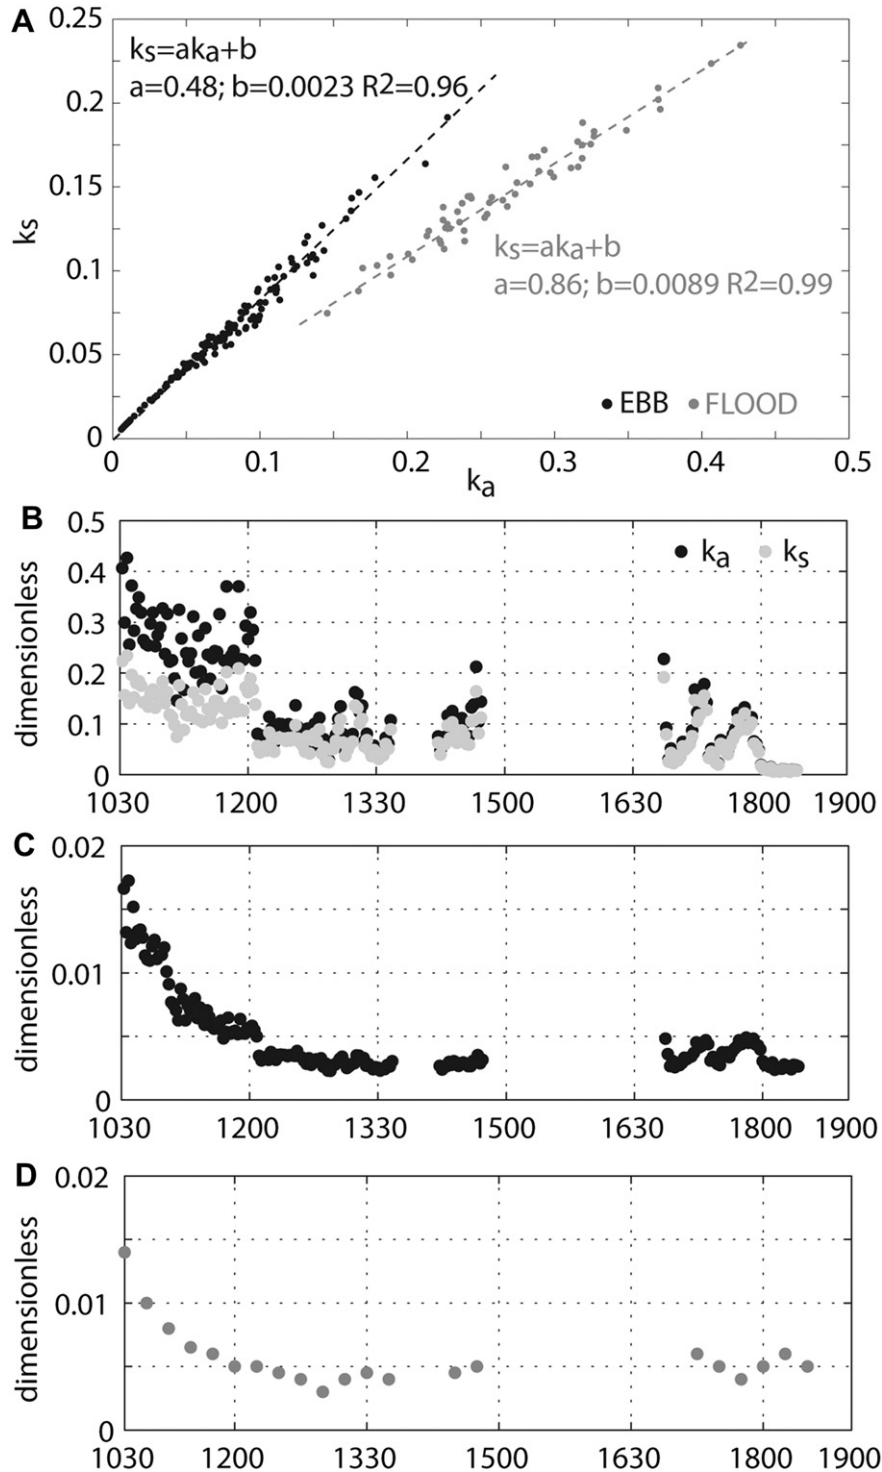 A
0.25
ks=aka+b
a=0.48; b=0.0023 R2=0.96
0.2
0.15
ks
ks=aka+b
a=0.86; b=0.0089 R2=0.99
0.1
0.05
EBB FLOOD
0
0 0.1 0.2 0.3 0.4 0.5
ka
B
0.5
ka ks
0.4
0.3
dimensionless
0.2
0.1
0
1030 1200 1330 1500 1630 1800 1900
C
0.02
dimensionless
0.01
0
1030 1200 1330 1500 1630 1800 1900
D
0.02
dimensionless
0.01
0
1030 1200 1330 1500 1630 1800 1900